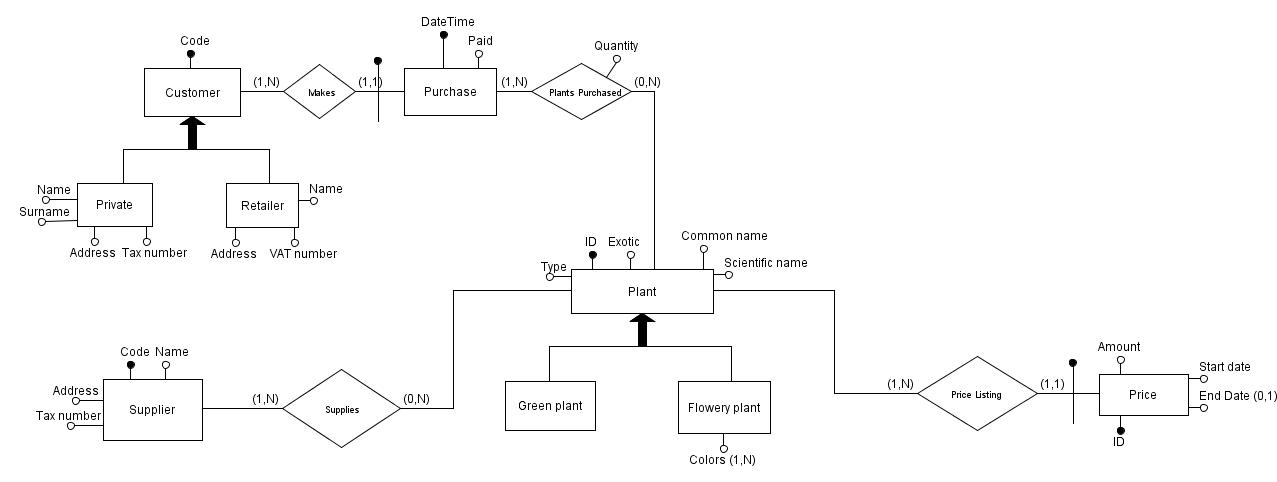 DateTime
Code
Paid
Quantity
(1,N)
(1,1)
(1,N)
(0,N)
Customer
Makes
Purchase
Plants Purchased
Name
Surname
Private
Address
Tax number
Retailer
Name
Address
VAT number
ID
Exotic
Common name
Scientific name
Type
Plant
Code
Name
Address
Tax number
Supplier
(1,N)
Supplies
(0,N)
Green plant
Flowery plant
Colors (1,N)
(1,N)
Price Listing
(1,1)
Amount
Start date
End Date (0,1)
Price
ID